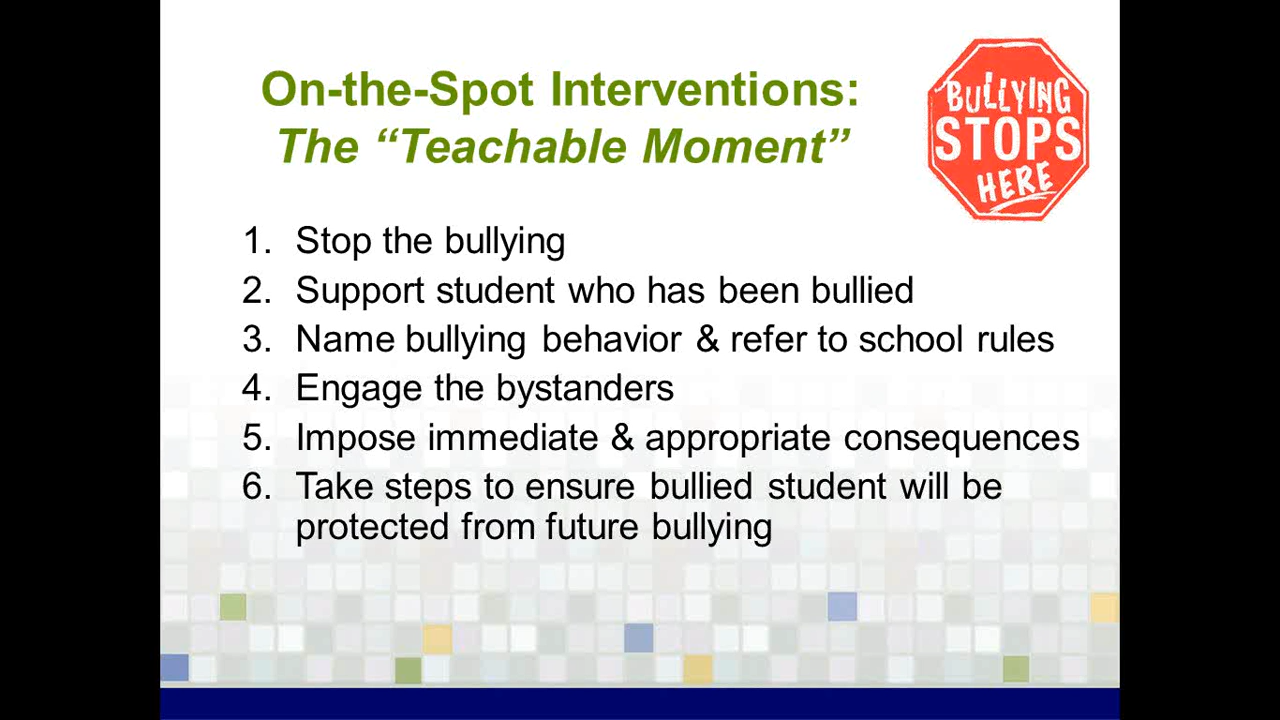 On-the-Spot Interventions:
The “Teachable Moment”
BULLYING
STOPS
HERE
1. Stop the bullying
2. Support student who has been bullied
3. Name bullying behavior & refer to school rules
4. Engage the bystanders
5. Impose immediate & appropriate consequences
6. Take steps to ensure bullied student will be
protected from future bullying